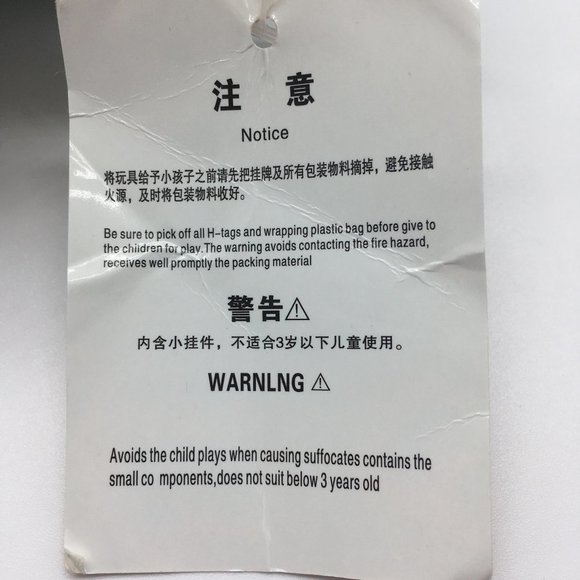 注 意
Notice
将玩具给予小孩子之前请先把挂牌及所有包装物料摘掉，避免接触
火源，及时将包装物料收好。
Be sure to pick off all H-tags and wrapping plastic bag before give to
the children for play.The warning avoids contacting the fire hazard,
receives well promptly the packing material
警告⚠
内含小挂件，不适合3岁以下儿童使用。
WARNLNG ⚠
Avoids the child plays when causing suffocates contains the
small co mponents,does not suit below 3 years old